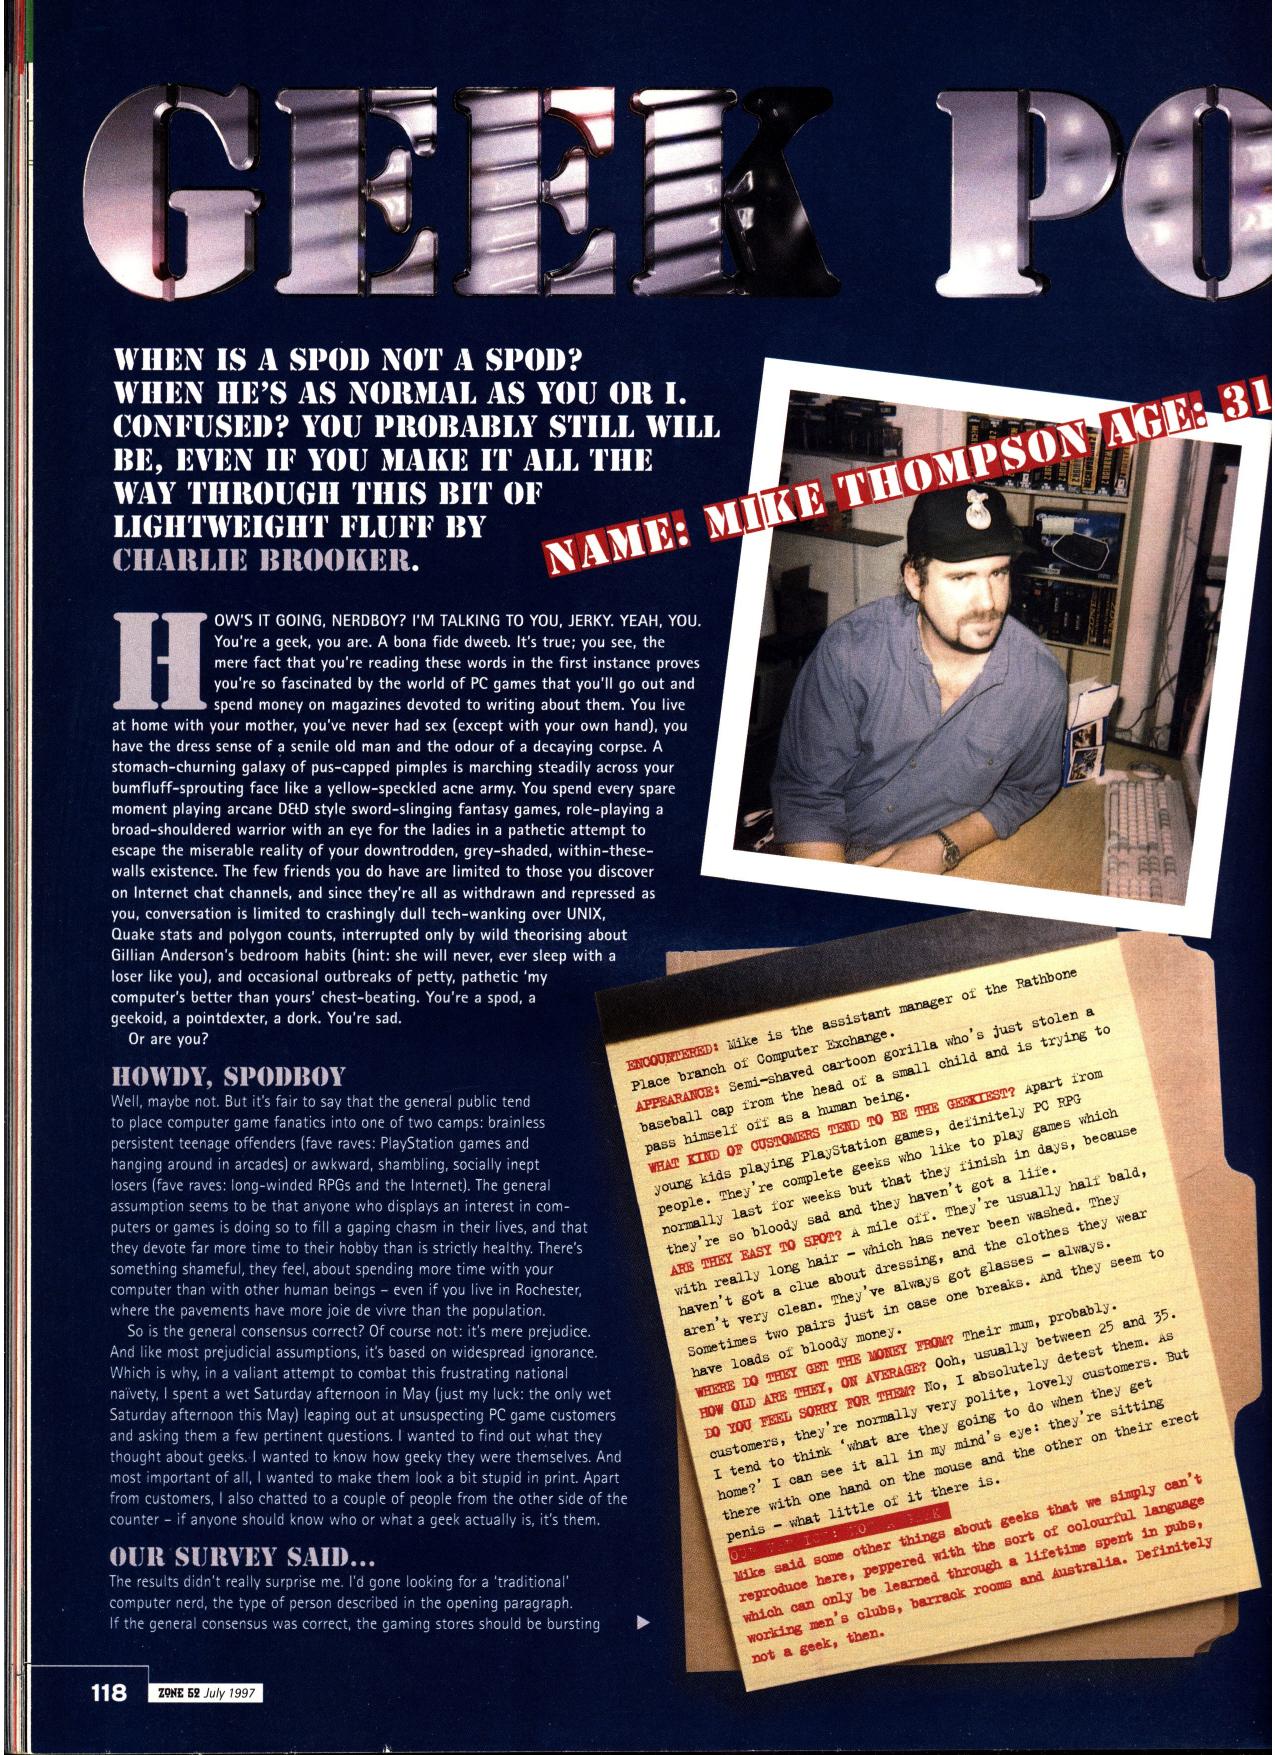 GEEK PO
WHEN IS A SPOD NOT A SPOD?
WHEN HE'S AS NORMAL AS YOU OR I.
CONFUSED? YOU PROBABLY STILL WILL
BE, EVEN IF YOU MAKE IT ALL THE
WAY THROUGH THIS BIT OF
LIGHTWEIGHT FLUFF BY
CHARLIE BROOKER.
NAME: MIKE THOMPSON AGE: 31
HOW'S IT GOING, NERDBOY? I'M TALKING TO YOU, JERKY. YEAH, YOU.
You're a geek, you are. A bona fide dweeb. It's true; you see, the
mere fact that you're reading these words in the first instance proves
you're so fascinated by the world of PC games that you'll go out and
spend money on magazines devoted to writing about them. You live
at home with your mother, you've never had sex (except with your own hand), you
have the dress sense of a senile old man and the odour of a decaying corpse. A
stomach-churning galaxy of pus-capped pimples is marching steadily across your
bumfluff-sprouting face like a yellow-speckled acne army. You spend every spare
moment playing arcane D&D style sword-slinging fantasy games, role-playing a
broad-shouldered warrior with an eye for the ladies in a pathetic attempt to
escape the miserable reality of your downtrodden, grey-shaded, within-these-
walls existence. The few friends you do have are limited to those you discover
on Internet chat channels, and since they're all as withdrawn and repressed as
you, conversation is limited to crashingly dull tech-wanking over UNIX,
Quake stats and polygon counts, interrupted only by wild theorising about
Gillian Anderson's bedroom habits (hint: she will never, ever sleep with a
loser like you), and occasional outbreaks of petty, pathetic 'my
computer's better than yours' chest-beating. You're a spod, a
geekoid, a pointdexter, a dork. You're sad.
Or are you?
HOWDY, SPODBOY
Well, maybe not. But it's fair to say that the general public tend
to place computer game fanatics into one of two camps: brainless
persistent teenage offenders (fave raves: PlayStation games and
hanging around in arcades) or awkward, shambling, socially inept
losers (fave raves: long-winded RPGs and the Internet). The general
assumption seems to be that anyone who displays an interest in com-
puters or games is doing so to fill a gaping chasm in their lives, and that
they devote far more time to their hobby than is strictly healthy. There's
something shameful, they feel, about spending more time with your
computer than with other human beings – even if you live in Rochester,
where the pavements have more joie de vivre than the population.
So is the general consensus correct? Of course not: it's mere prejudice.
And like most prejudicial assumptions, it's based on widespread ignorance.
Which is why, in a valiant attempt to combat this frustrating national
naïvety, I spent a wet Saturday afternoon in May (just my luck: the only wet
Saturday afternoon this May) leaping out at unsuspecting PC game customers
and asking them a few pertinent questions. I wanted to find out what they
thought about geeks. I wanted to know how geeky they were themselves. And
most important of all, I wanted to make them look a bit stupid in print. Apart
from customers, I also chatted to a couple of people from the other side of the
counter – if anyone should know who or what a geek actually is, it's them.
OUR SURVEY SAID...
The results didn't really surprise me. I'd gone looking for a 'traditional'
computer nerd, the type of person described in the opening paragraph.
If the general consensus was correct, the gaming stores should be bursting
ENCOUNTERED: Mike is the assistant manager of the Rathbone
Place branch of Computer Exchange.
APPEARANCE: Semi-shaved cartoon gorilla who's just stolen a
baseball cap from the head of a small child and is trying to
pass himself off as a human being.
WHAT KIND OF CUSTOMERS TEND TO BE THE GEEKIEST? Apart from
young kids playing PlayStation games, definitely PC RPG
people. They're complete geeks who like to play games which
normally last for weeks but that they finish in days, because
they're so bloody sad and they haven't got a life.
ARE THEY EASY TO SPOT? A mile off. They're usually half bald,
with really long hair – which has never been washed. They
haven't got a clue about dressing, and the clothes they wear
aren't very clean. They've always got glasses – always.
Sometimes two pairs just in case one breaks. And they seem to
have loads of bloody money.
WHERE DO THEY GET THE MONEY FROM? Their mum, probably.
HOW OLD ARE THEY, ON AVERAGE? Ooh, usually between 25 and 35.
DO YOU FEEL SORRY FOR THEM? No, I absolutely detest them. As
customers, they're normally very polite, lovely customers. But
I tend to think 'what are they going to do when they get
home?' I can see it all in my mind's eye: they're sitting
there with one hand on the mouse and the other on their erect
penis – what little of it there is.
Mike said some other things about geeks that we simply can't
reproduce here, peppered with the sort of colourful language
which can only be learned through a lifetime spent in pubs,
working men's clubs, barrack rooms and Australia. Definitely
not a geek, then.
118 ZONE 52 July 1997